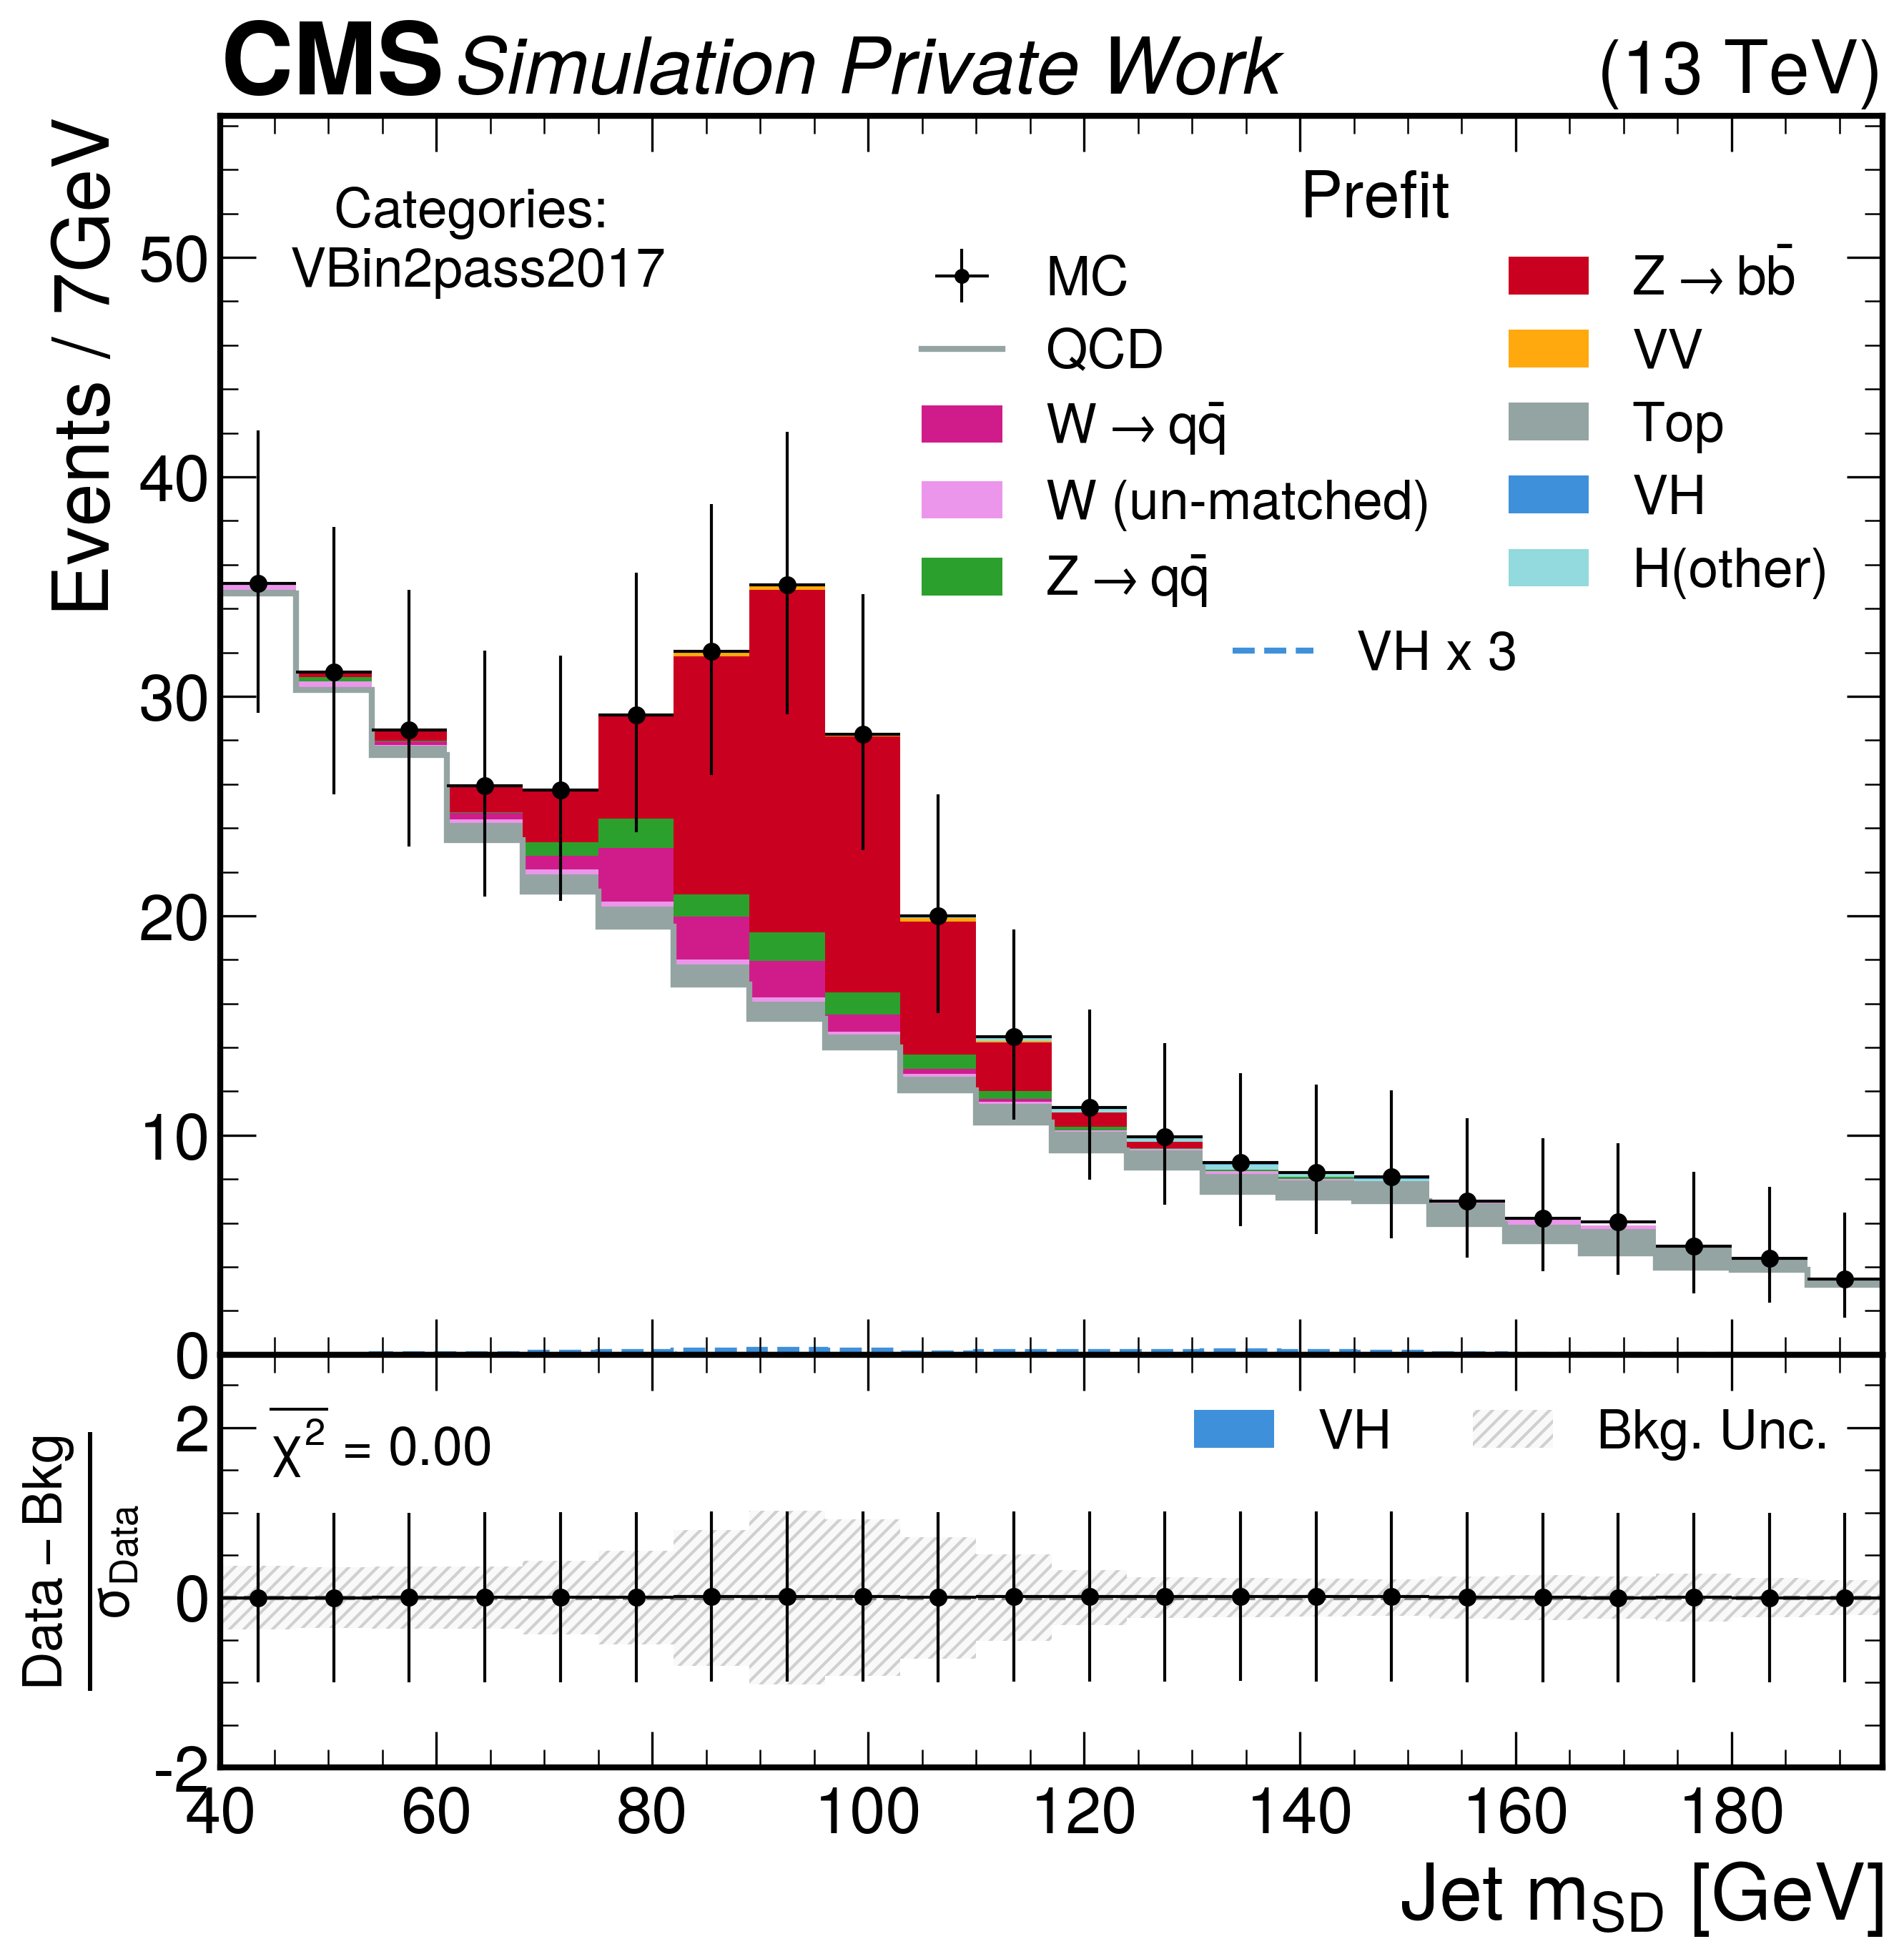 CMS Simulation Private Work (13 TeV)
Events / 7GeV
Categories:
VBin2pass2017
Prefit
MC
QCD
W → qq̄
W (un-matched)
Z → qq̄
Z → bb̄
VV
Top
VH
H(other)
VH x 3
50
40
30
20
10
0
Data − Bkg
σData
χ² = 0.00
VH
Bkg. Unc.
2
0
-2
40 60 80 100 120 140 160 180
Jet mSD [GeV]